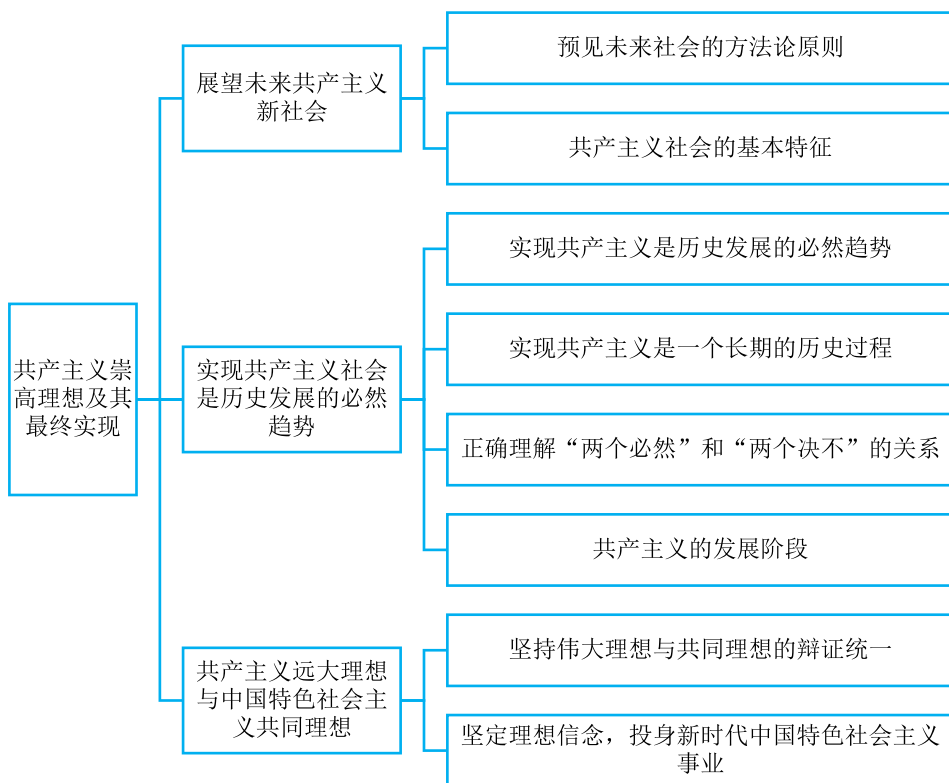 展望未来共产主义
新社会
预见未来社会的方法论原则
共产主义社会的基本特征
共产主义崇
高理想及其
最终实现
实现共产主义社会
是历史发展的必然
趋势
实现共产主义是历史发展的必然趋势
实现共产主义是一个长期的历史过程
正确理解“两个必然”和“两个决不”的关系
共产主义的发展阶段
共产主义远大理想
与中国特色社会主
义共同理想
坚持伟大理想与共同理想的辩证统一
坚定理想信念，投身新时代中国特色社会主义
事业